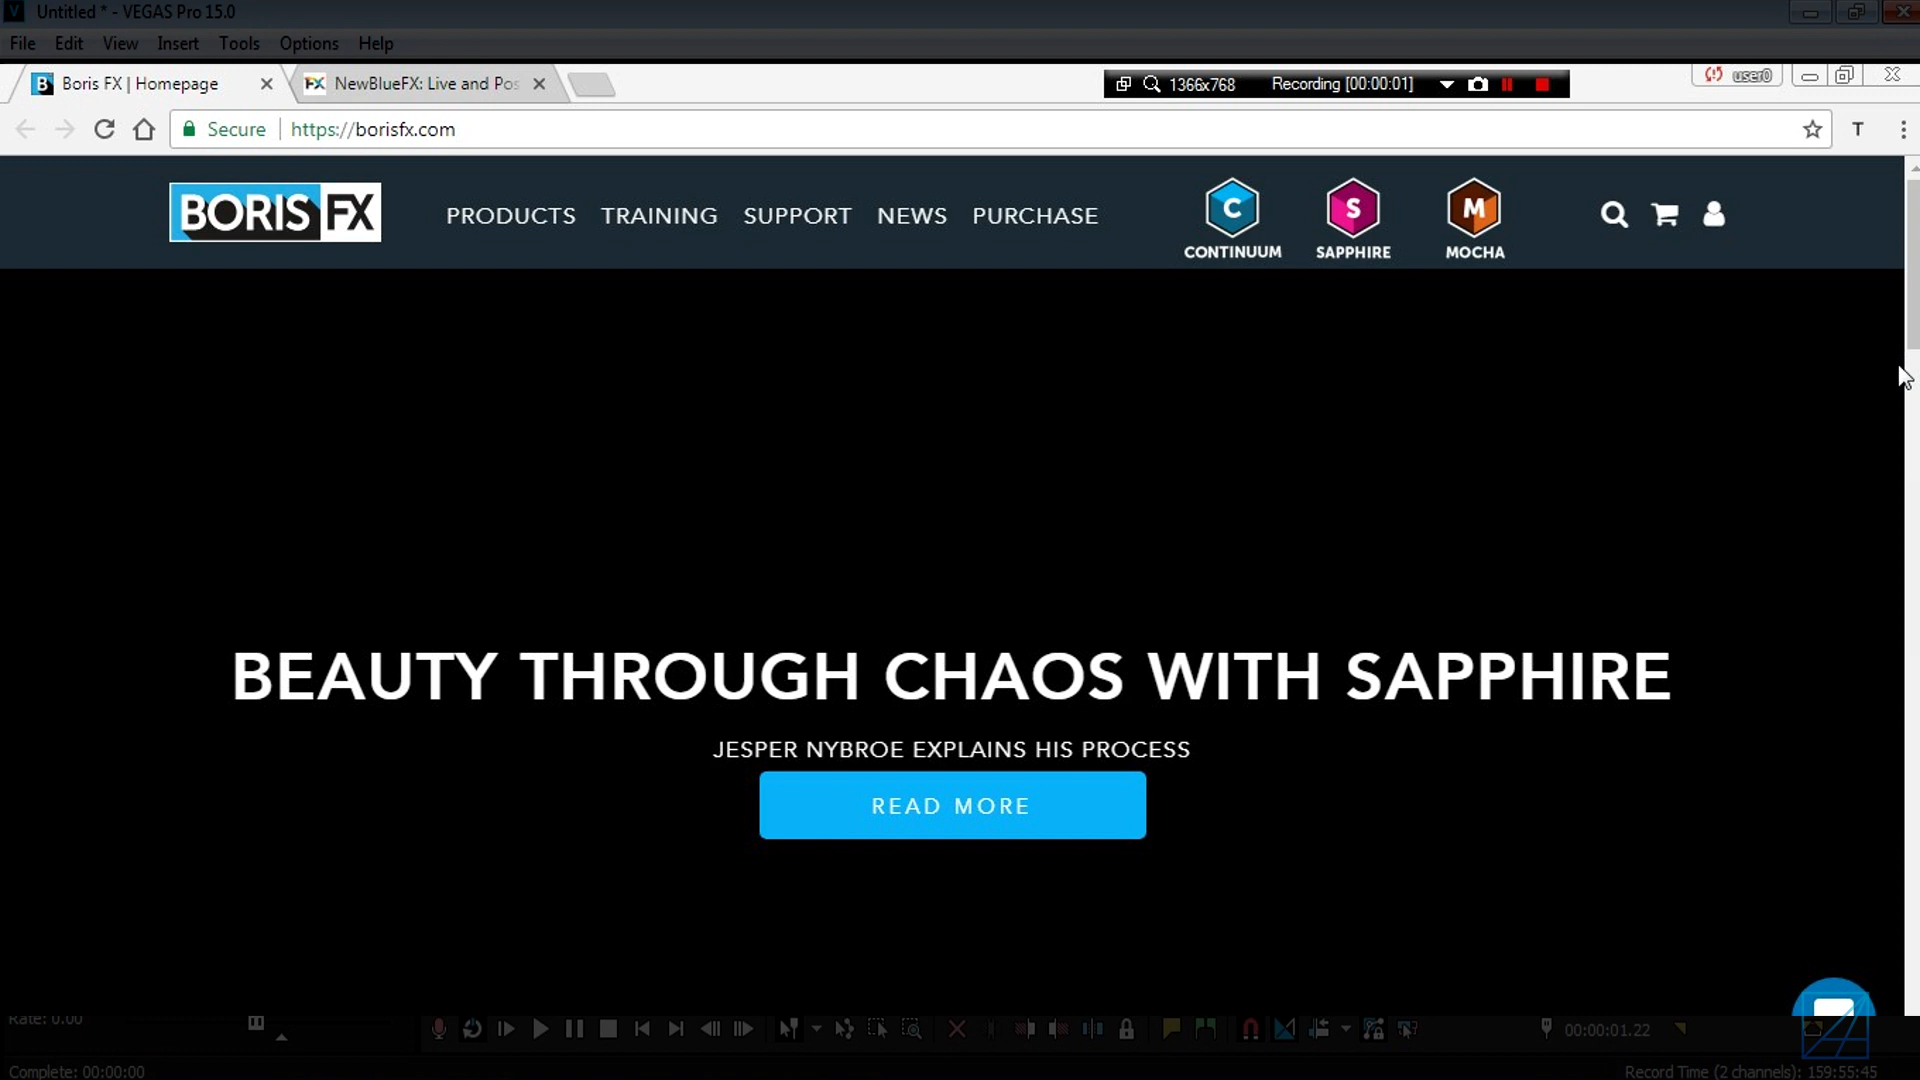 Untitled * - VEGAS Pro 15.0
File Edit View Insert Tools Options Help
Boris FX | Homepage
FX NewBlueFX: Live and Pos
1366x768 Recording [00:00:01]
user0
Secure https://borisfx.com
T
BORIS FX
PRODUCTS TRAINING SUPPORT NEWS PURCHASE
C S M
CONTINUUM SAPPHIRE MOCHA
BEAUTY THROUGH CHAOS WITH SAPPHIRE
JESPER NYBROE EXPLAINS HIS PROCESS
READ MORE
Rate: 0.00
00:00:01.22
Complete: 00:00:00
Record Time (2 channels): 159:55:45